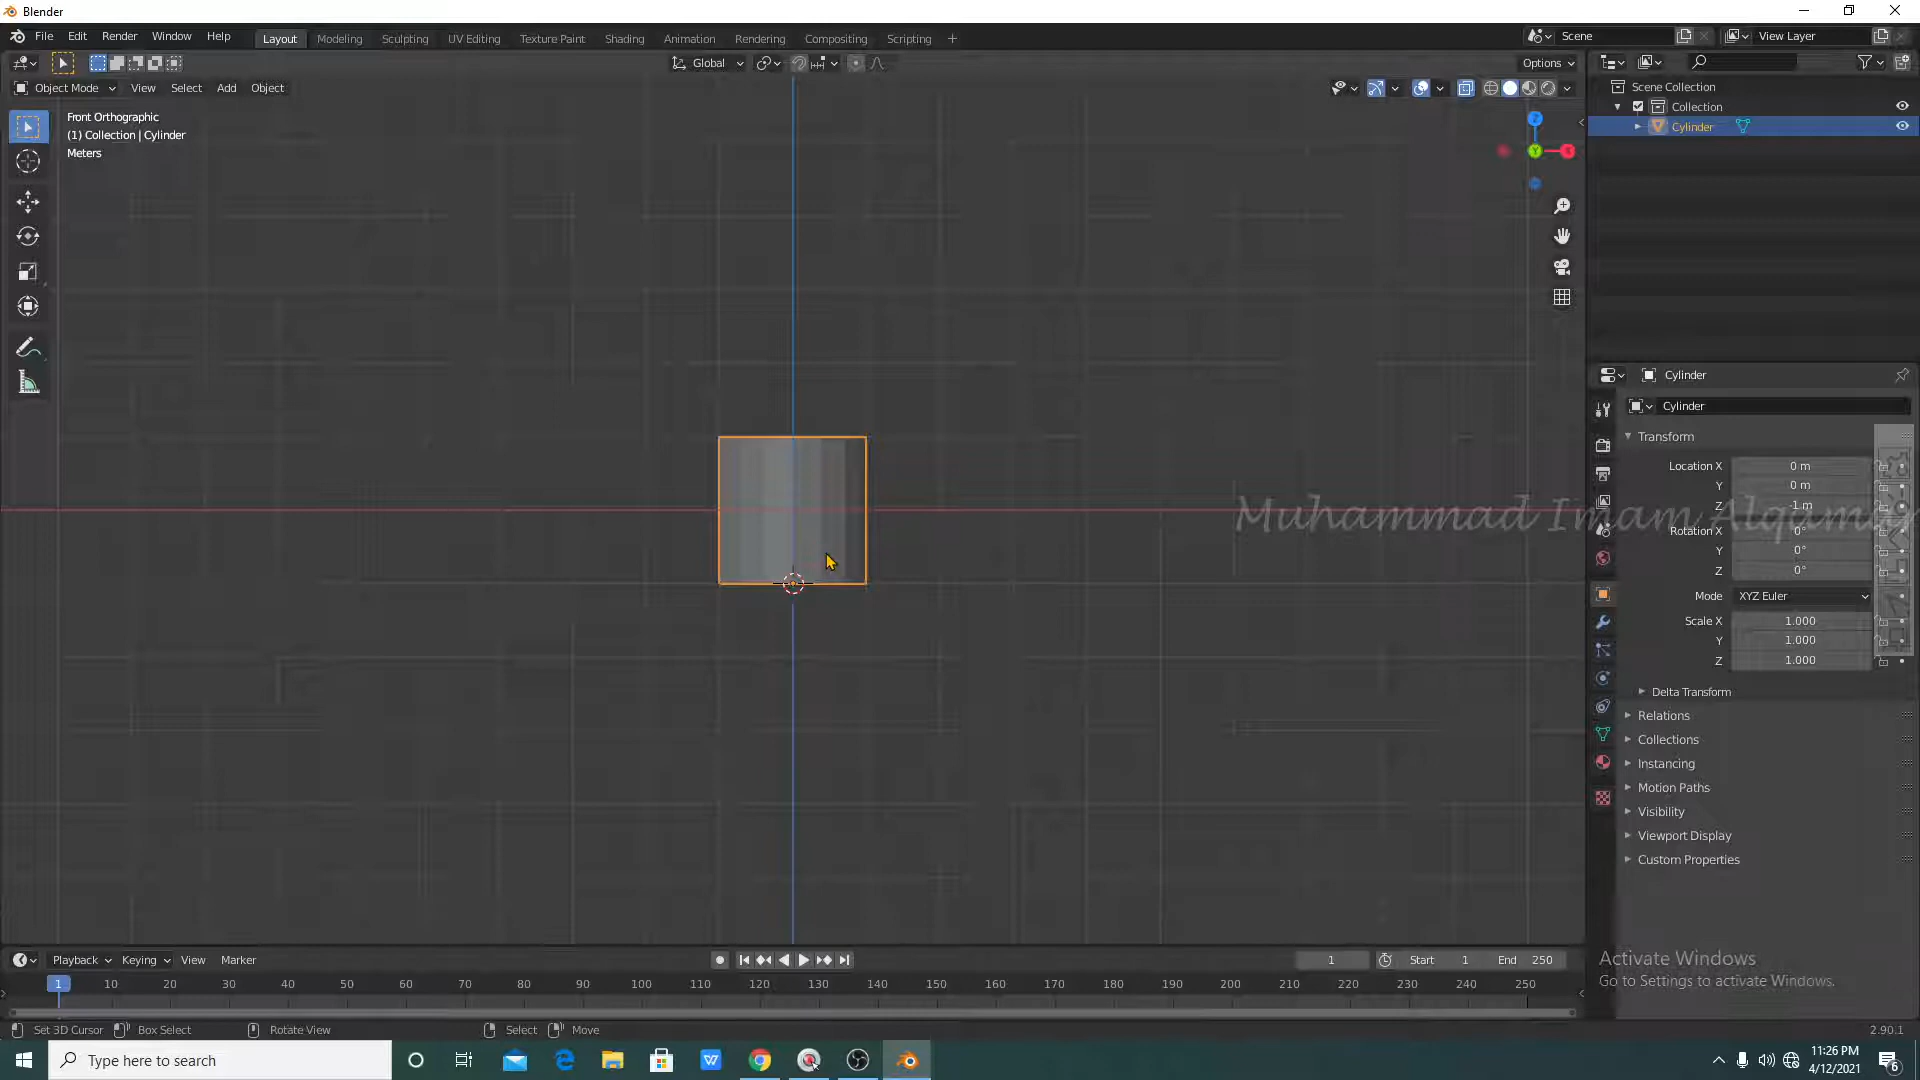 Blender
File Edit Render Window Help
Layout Modeling Sculpting UV Editing Texture Paint Shading Animation Rendering Compositing Scripting
Scene
View Layer
Global
Options
Object Mode View Select Add Object
Front Orthographic
(1) Collection | Cylinder
Meters
Z
X
Y
Scene Collection
Collection
Cylinder
Cylinder
Cylinder
Transform
Location X 0 m
Y 0 m
Z -1 m
Rotation X 0°
Y 0°
Z 0°
Mode XYZ Euler
Scale X 1.000
Y 1.000
Z 1.000
Delta Transform
Relations
Collections
Instancing
Motion Paths
Visibility
Viewport Display
Custom Properties
Muhammad Imam
Activate Windows
Go to Settings to activate Windows.
Playback Keying View Marker
1 Start 1 End 250
1 10 20 30 40 50 60 70 80 90 100 110 120 130 140 150 160 170 180 190 200 210 220 230 240 250
Set 3D Cursor Box Select Rotate View Select Move
2.90.1
Type here to search
11:26 PM
4/12/2021
6